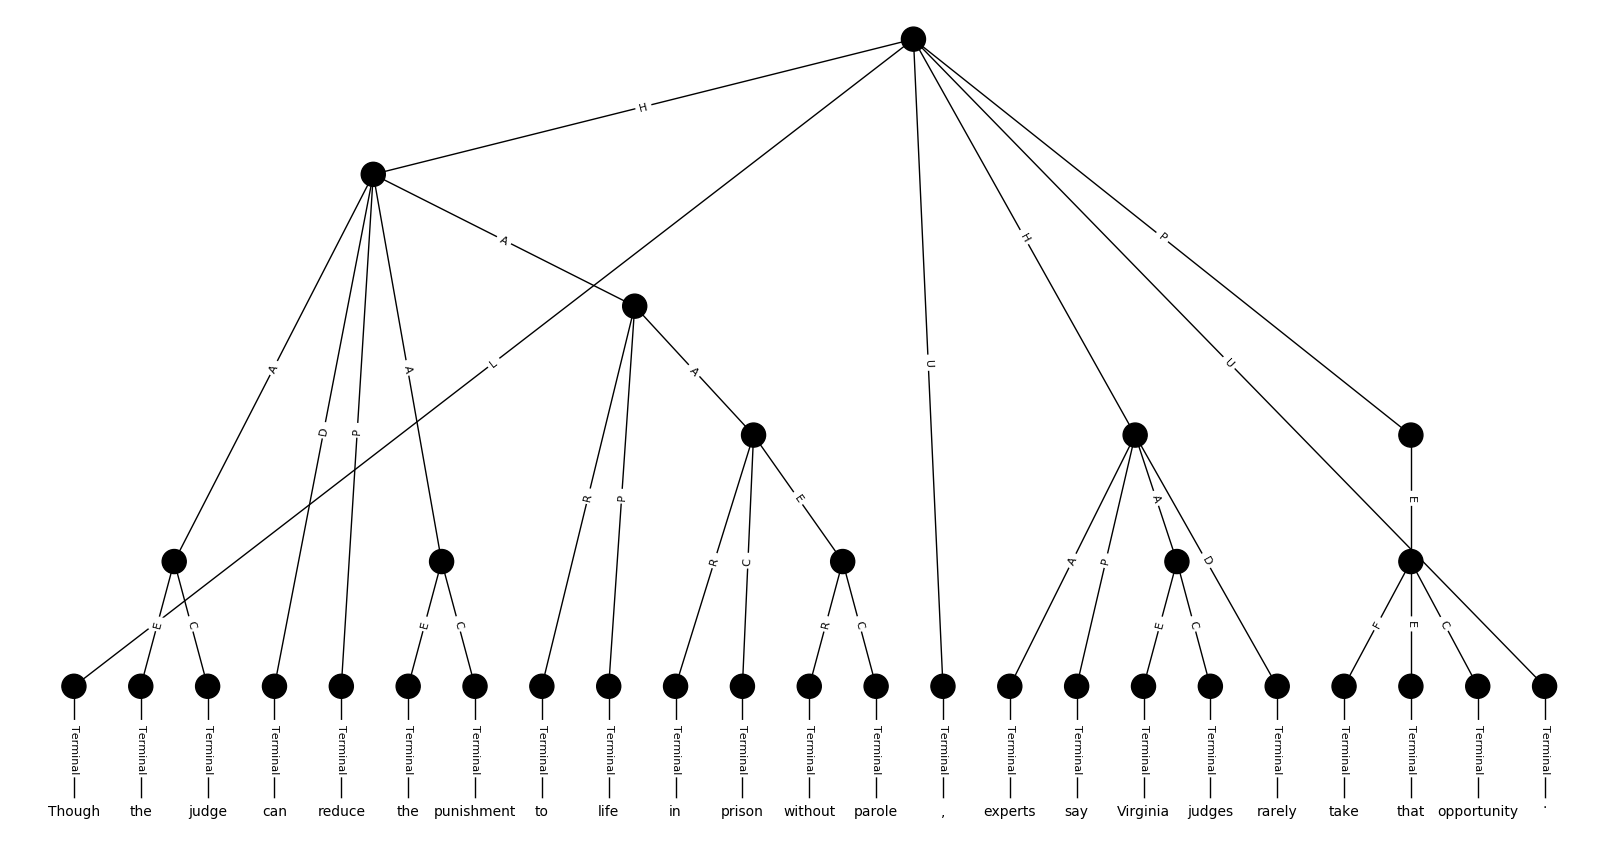 H
A
P
H
A
L
U
U
A
A
D
P
A
R
P
E
A
E
R
C
A
P
D
E
C
E
C
R
C
E
C
F
E
C
Terminal Terminal Terminal Terminal Terminal Terminal Terminal Terminal Terminal Terminal Terminal Terminal Terminal Terminal Terminal Terminal Terminal Terminal Terminal Terminal Terminal Terminal Terminal
Though the judge can reduce the punishment to life in prison without parole , experts say Virginia judges rarely take that opportunity .